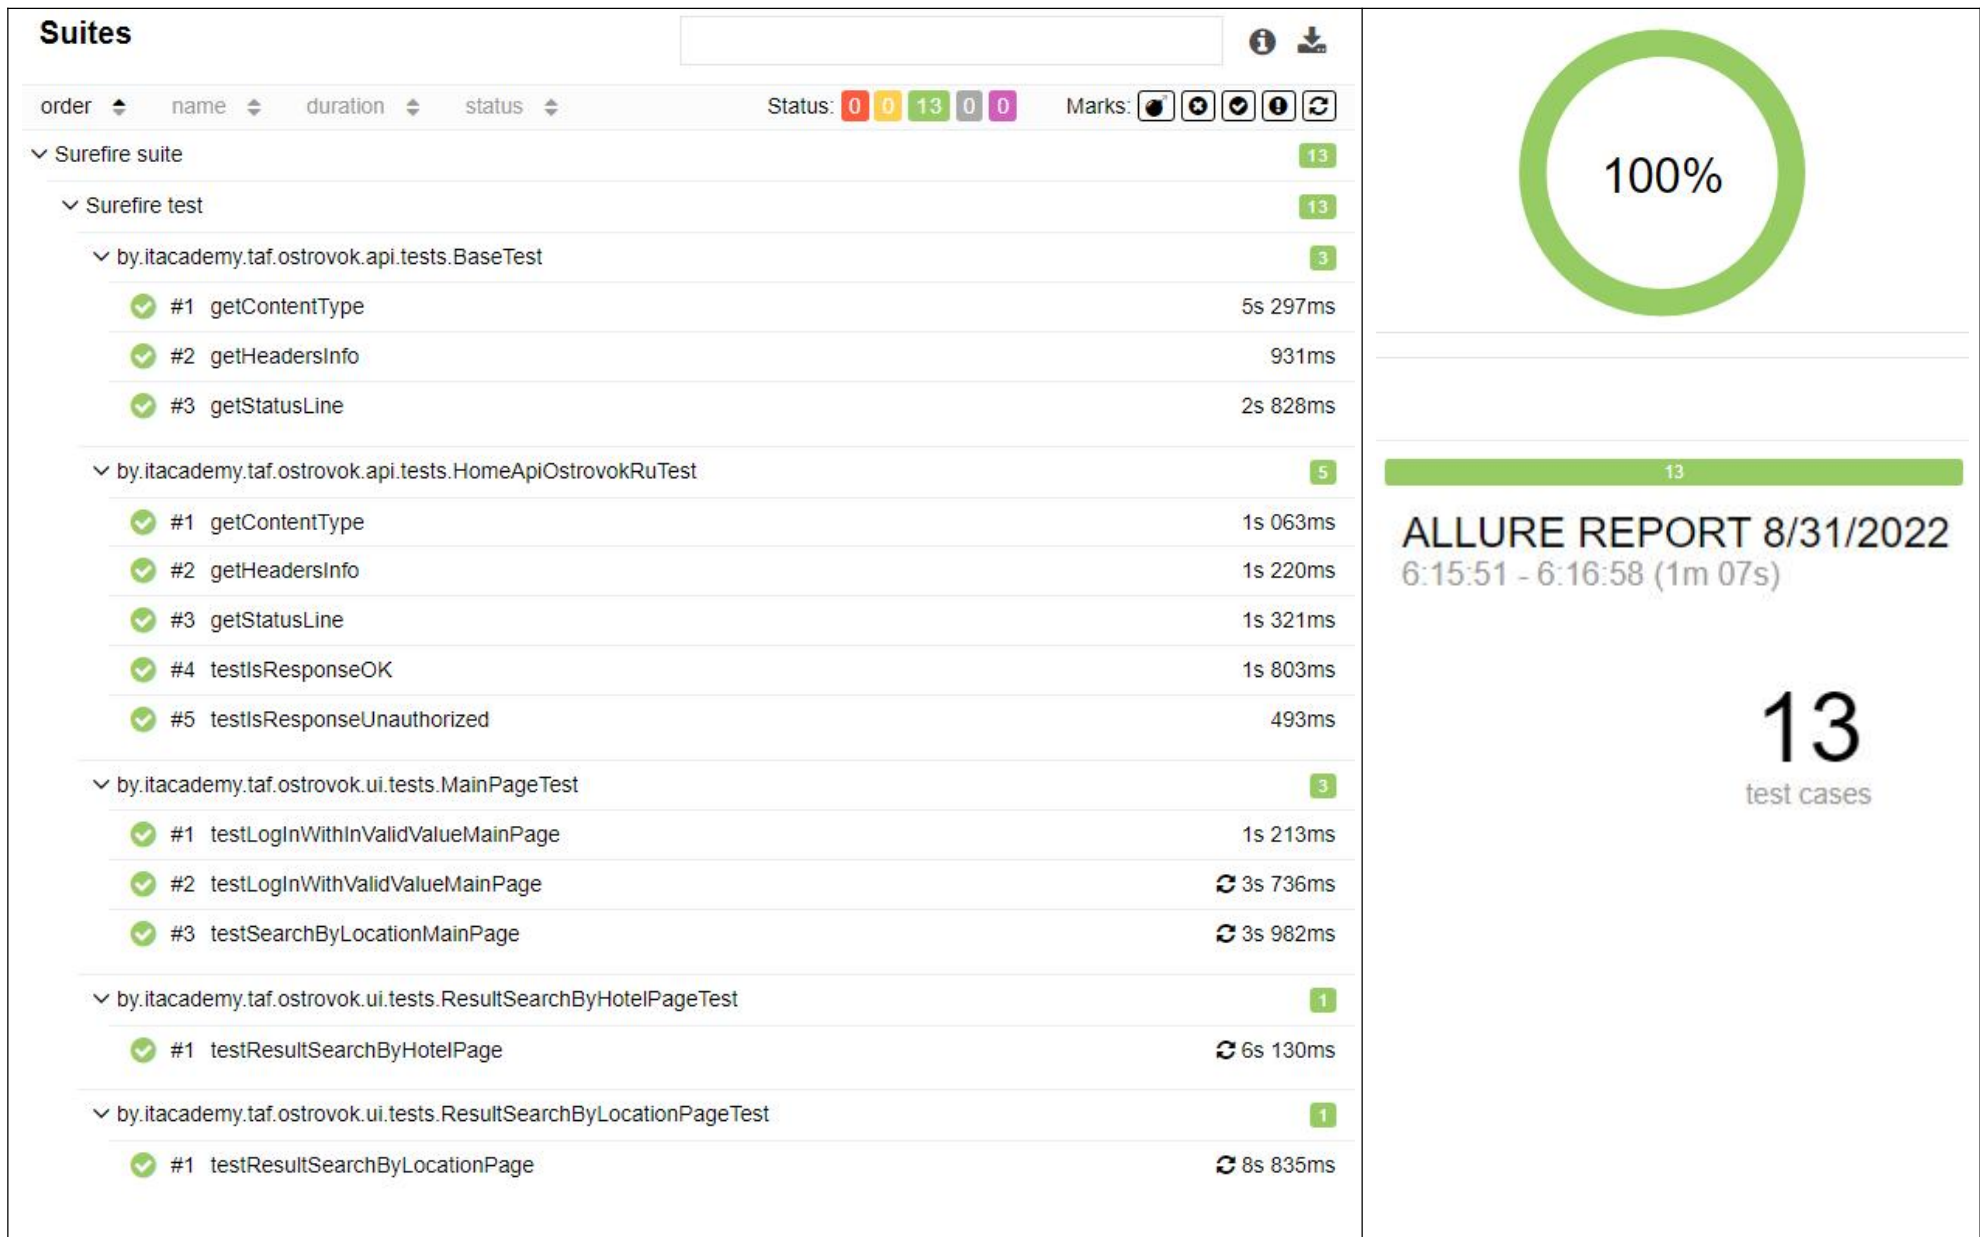 Suites
order name duration status Status: 0 0 13 0 0 Marks:
Surefire suite 13
Surefire test 13
by.itacademy.taf.ostrovok.api.tests.BaseTest 3
#1 getContentType 5s 297ms
#2 getHeadersInfo 931ms
#3 getStatusLine 2s 828ms
by.itacademy.taf.ostrovok.api.tests.HomeApiOstrovokRuTest 5
#1 getContentType 1s 063ms
#2 getHeadersInfo 1s 220ms
#3 getStatusLine 1s 321ms
#4 testIsResponseOK 1s 803ms
#5 testIsResponseUnauthorized 493ms
by.itacademy.taf.ostrovok.ui.tests.MainPageTest 3
#1 testLogInWithInValidValueMainPage 1s 213ms
#2 testLogInWithValidValueMainPage 3s 736ms
#3 testSearchByLocationMainPage 3s 982ms
by.itacademy.taf.ostrovok.ui.tests.ResultSearchByHotelPageTest 1
#1 testResultSearchByHotelPage 6s 130ms
by.itacademy.taf.ostrovok.ui.tests.ResultSearchByLocationPageTest 1
#1 testResultSearchByLocationPage 8s 835ms
100%
13
ALLURE REPORT 8/31/2022
6:15:51 - 6:16:58 (1m 07s)
13
test cases